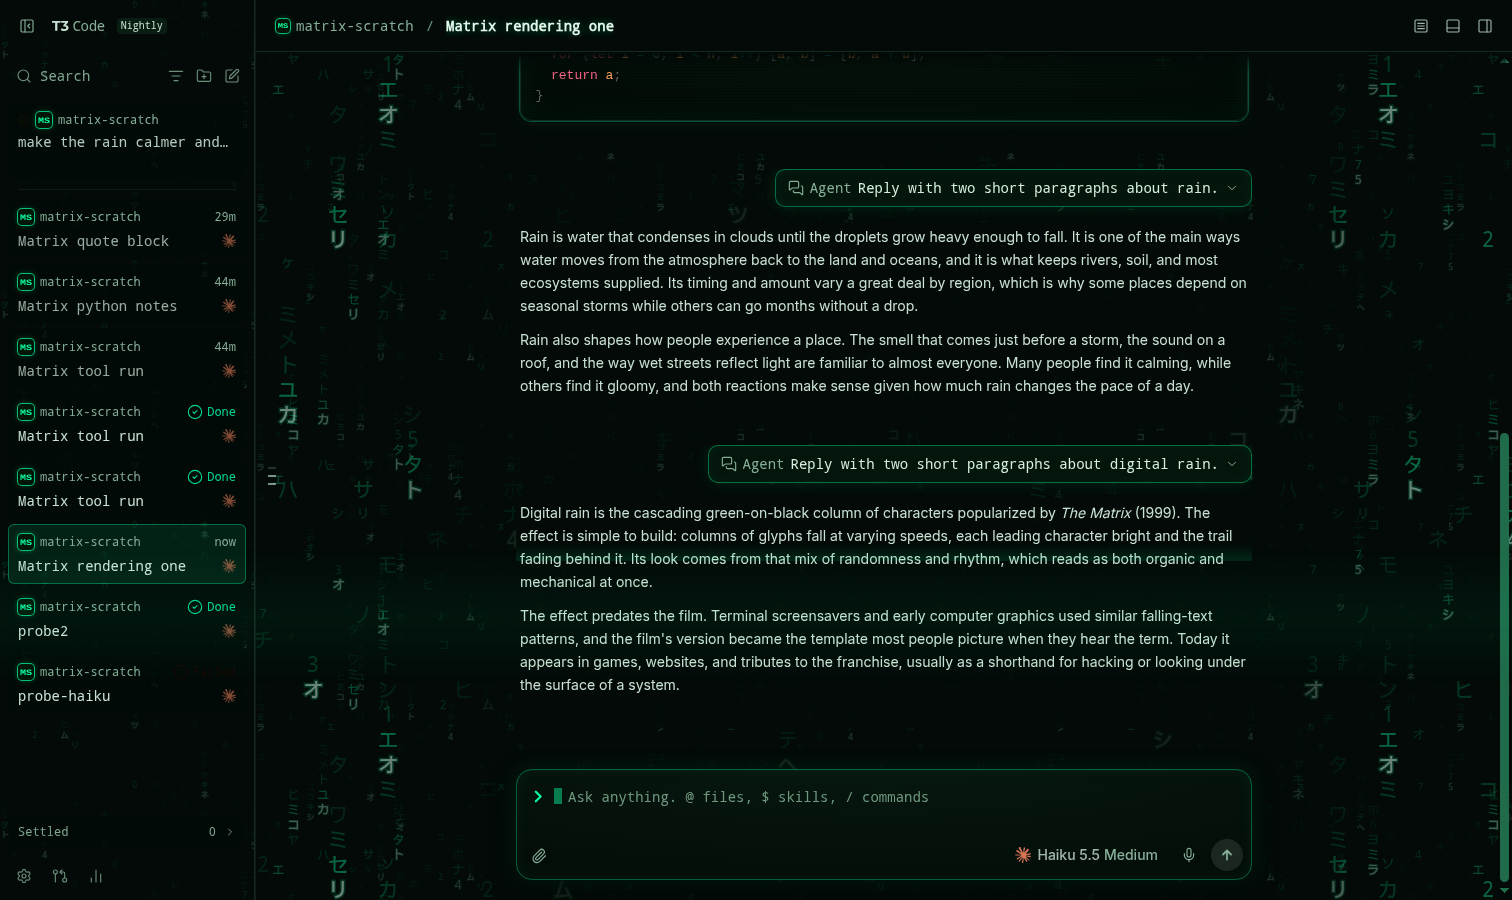 T3 Code Nightly
Search
MS matrix-scratch
make the rain calmer and…
MS matrix-scratch 29m
Matrix quote block
MS matrix-scratch 44m
Matrix python notes
MS matrix-scratch 44m
Matrix tool run
MS matrix-scratch Done
Matrix tool run
MS matrix-scratch Done
Matrix tool run
MS matrix-scratch now
Matrix rendering one
MS matrix-scratch Done
probe2
MS matrix-scratch
probe-haiku
Settled 0
MS matrix-scratch / Matrix rendering one
return a;
}
Agent Reply with two short paragraphs about rain.
Rain is water that condenses in clouds until the droplets grow heavy enough to fall. It is one of the main ways
water moves from the atmosphere back to the land and oceans, and it is what keeps rivers, soil, and most
ecosystems supplied. Its timing and amount vary a great deal by region, which is why some places depend on
seasonal storms while others can go months without a drop.
Rain also shapes how people experience a place. The smell that comes just before a storm, the sound on a
roof, and the way wet streets reflect light are familiar to almost everyone. Many people find it calming, while
others find it gloomy, and both reactions make sense given how much rain changes the pace of a day.
Agent Reply with two short paragraphs about digital rain.
Digital rain is the cascading green-on-black column of characters popularized by The Matrix (1999). The
effect is simple to build: columns of glyphs fall at varying speeds, each leading character bright and the trail
fading behind it. Its look comes from that mix of randomness and rhythm, which reads as both organic and
mechanical at once.
The effect predates the film. Terminal screensavers and early computer graphics used similar falling-text
patterns, and the film's version became the template most people picture when they hear the term. Today it
appears in games, websites, and tributes to the franchise, usually as a shorthand for hacking or looking under
the surface of a system.
Ask anything. @ files, $ skills, / commands
Haiku 5.5 Medium